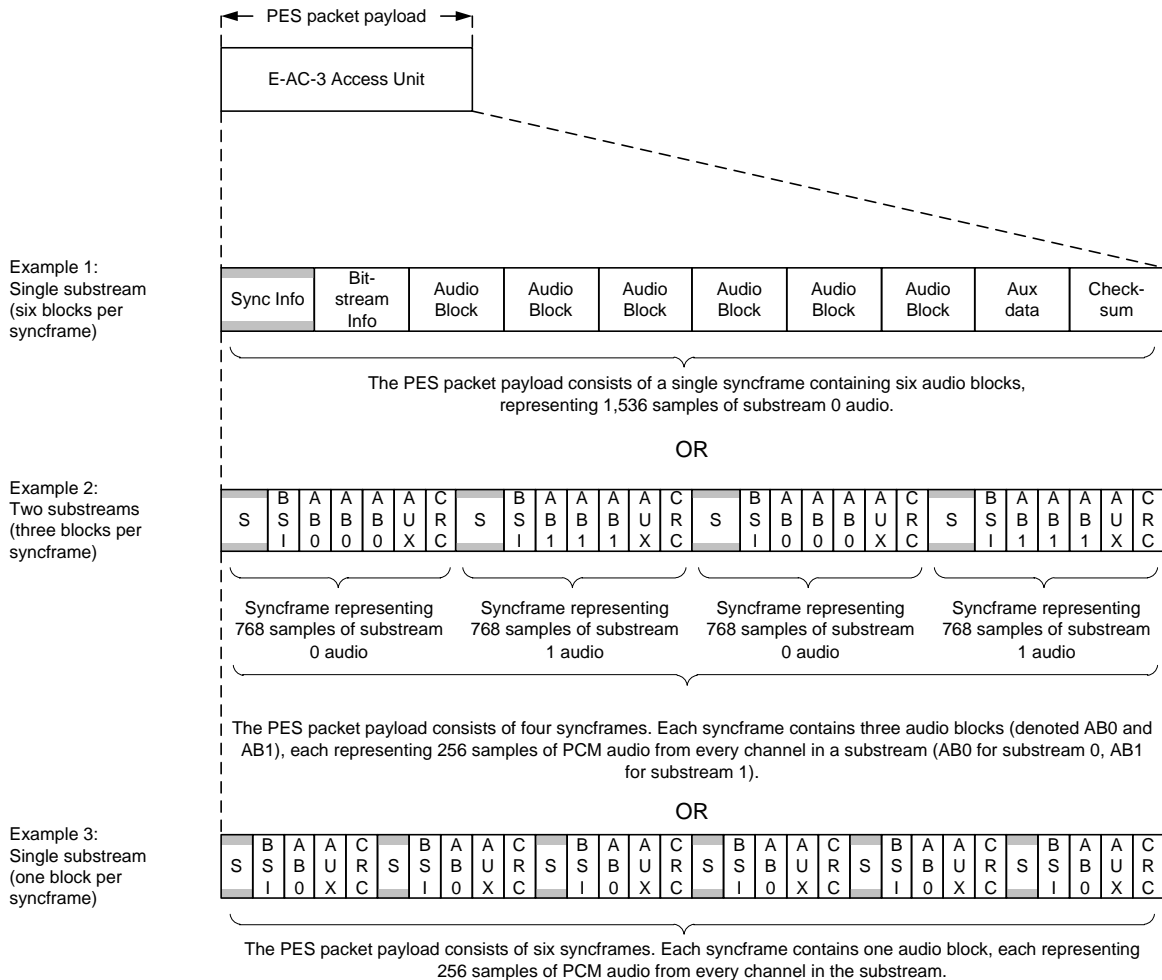 PES packet payload
E-AC-3 Access Unit
Example 1:
Single substream
(six blocks per
syncframe)
Sync Info
Bit-
stream
Info
Audio
Block
Audio
Block
Audio
Block
Audio
Block
Audio
Block
Audio
Block
Aux
data
Check-
sum
The PES packet payload consists of a single syncframe containing six audio blocks,
representing 1,536 samples of substream 0 audio.
OR
Example 2:
Two substreams
(three blocks per
syncframe)
S
BSI
AB0
AB0
AB0
AUX
CRC
S
BSI
AB1
AB1
AB1
AUX
CRC
S
BSI
AB0
AB0
AB0
AUX
CRC
S
BSI
AB1
AB1
AB1
AUX
CRC
Syncframe representing
768 samples of substream
0 audio
Syncframe representing
768 samples of substream
1 audio
Syncframe representing
768 samples of substream
0 audio
Syncframe representing
768 samples of substream
1 audio
The PES packet payload consists of four syncframes. Each syncframe contains three audio blocks (denoted AB0 and
AB1), each representing 256 samples of PCM audio from every channel in a substream (AB0 for substream 0, AB1
for substream 1).
OR
Example 3:
Single substream
(one block per
syncframe)
S
BSI
AB0
AUX
CRC
S
BSI
AB0
AUX
CRC
S
BSI
AB0
AUX
CRC
S
BSI
AB0
AUX
CRC
S
BSI
AB0
AUX
CRC
S
BSI
AB0
AUX
CRC
The PES packet payload consists of six syncframes. Each syncframe contains one audio block, each representing
256 samples of PCM audio from every channel in the substream.